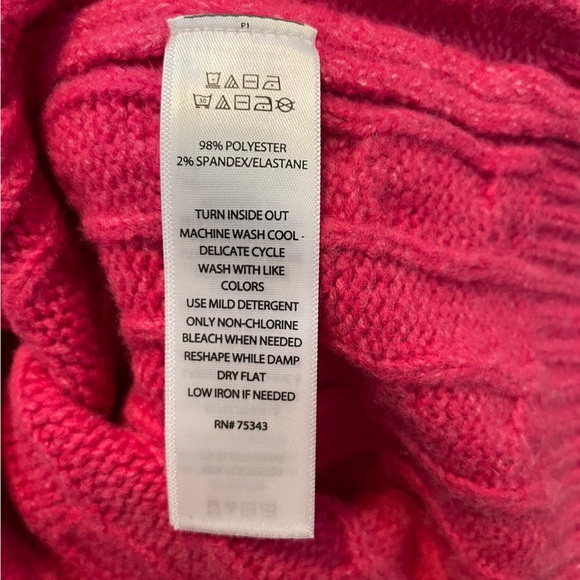 P1
30
98% POLYESTER
2% SPANDEX/ELASTANE
TURN INSIDE OUT
MACHINE WASH COOL -
DELICATE CYCLE
WASH WITH LIKE
COLORS
USE MILD DETERGENT
ONLY NON-CHLORINE
BLEACH WHEN NEEDED
RESHAPE WHILE DAMP
DRY FLAT
LOW IRON IF NEEDED
RN# 75343